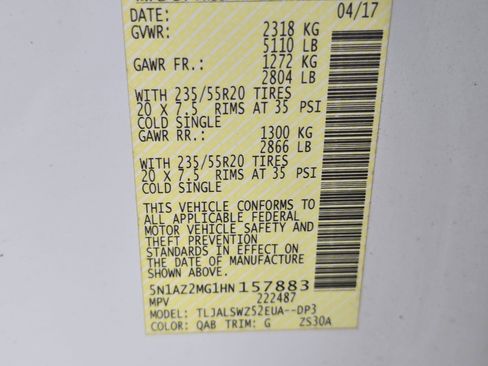 DATE: 04/17
GVWR: 2318 KG
5110 LB
GAWR FR.: 1272 KG
2804 LB
WITH 235/55R20 TIRES
20 X 7.5 RIMS AT 35 PSI
COLD SINGLE
GAWR RR.: 1300 KG
2866 LB
WITH 235/55R20 TIRES
20 X 7.5 RIMS AT 35 PSI
COLD SINGLE
THIS VEHICLE CONFORMS TO
ALL APPLICABLE FEDERAL
MOTOR VEHICLE SAFETY AND
THEFT PREVENTION
STANDARDS IN EFFECT ON
THE DATE OF MANUFACTURE
SHOWN ABOVE.
5N1AZ2MG1HN157883
MPV 222487
MODEL: TLJALSWZ52EUA--DP3
COLOR: QAB TRIM: G ZS30A